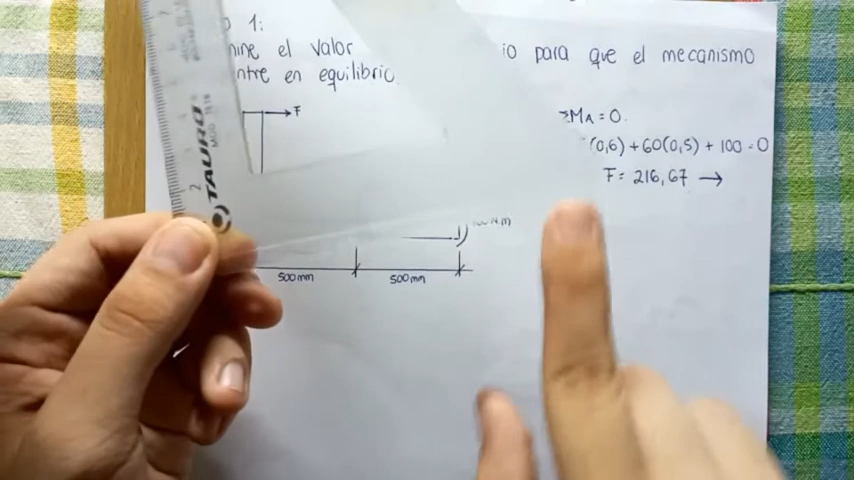 1:
el valor
io para que el mecanismo
ntre en equilibrio.
F
ΣMA = 0.
(0,6) + 60(0,5) + 100 = 0
F = 216,67 →
N.m
500mm
500mm
TAURO
2